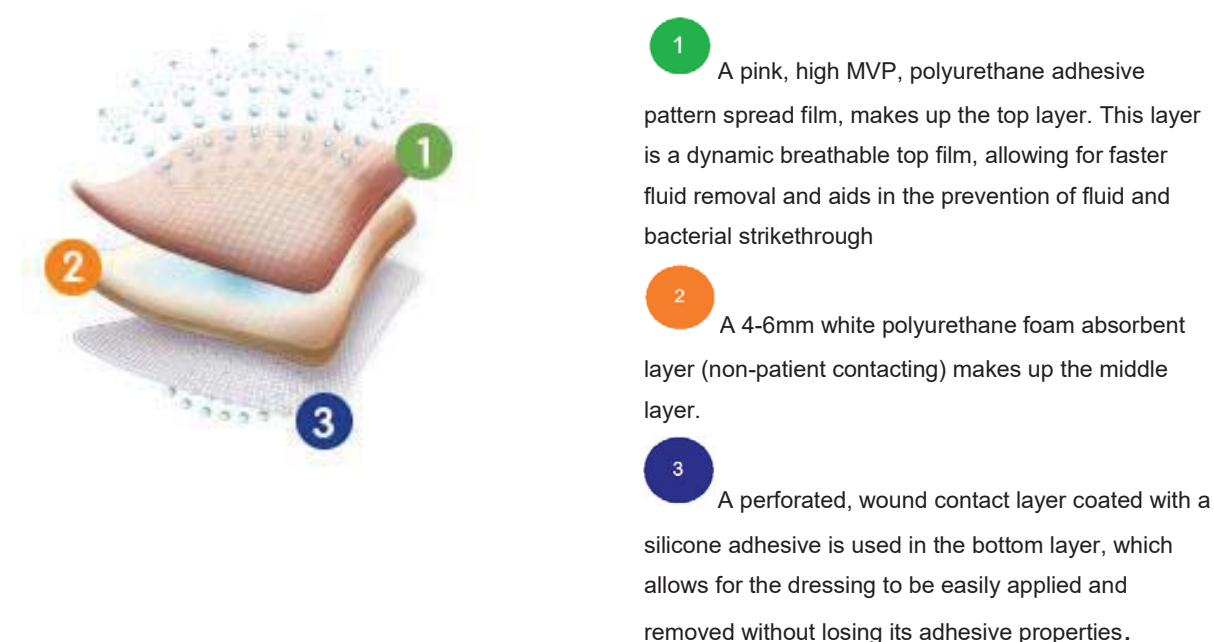 1
2
3
1
A pink, high MVP, polyurethane adhesive
pattern spread film, makes up the top layer. This layer
is a dynamic breathable top film, allowing for faster
fluid removal and aids in the prevention of fluid and
bacterial strikethrough
2
A 4-6mm white polyurethane foam absorbent
layer (non-patient contacting) makes up the middle
layer.
3
A perforated, wound contact layer coated with a
silicone adhesive is used in the bottom layer, which
allows for the dressing to be easily applied and
removed without losing its adhesive properties.